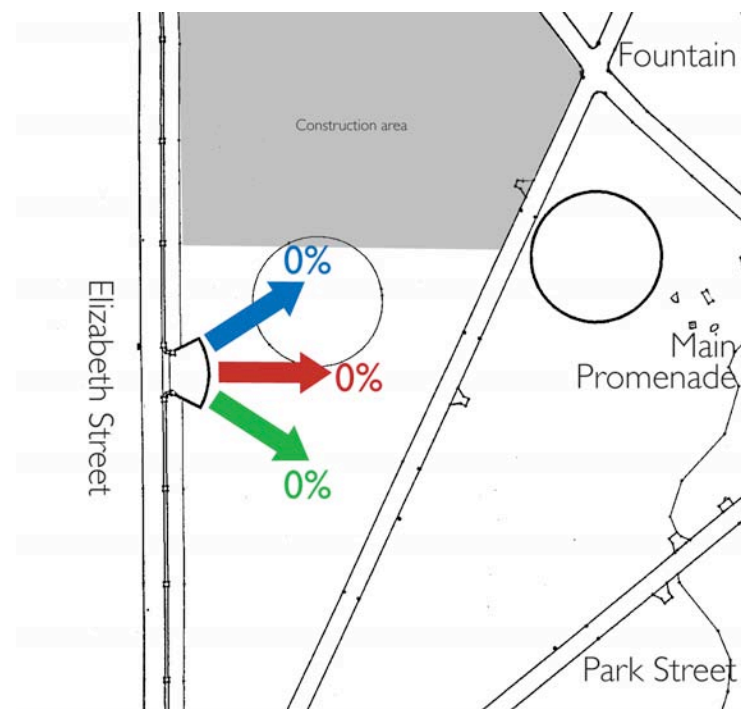 Fountain
Construction area
0%
Elizabeth Street
Main
Promenade
0%
0%
Park Street